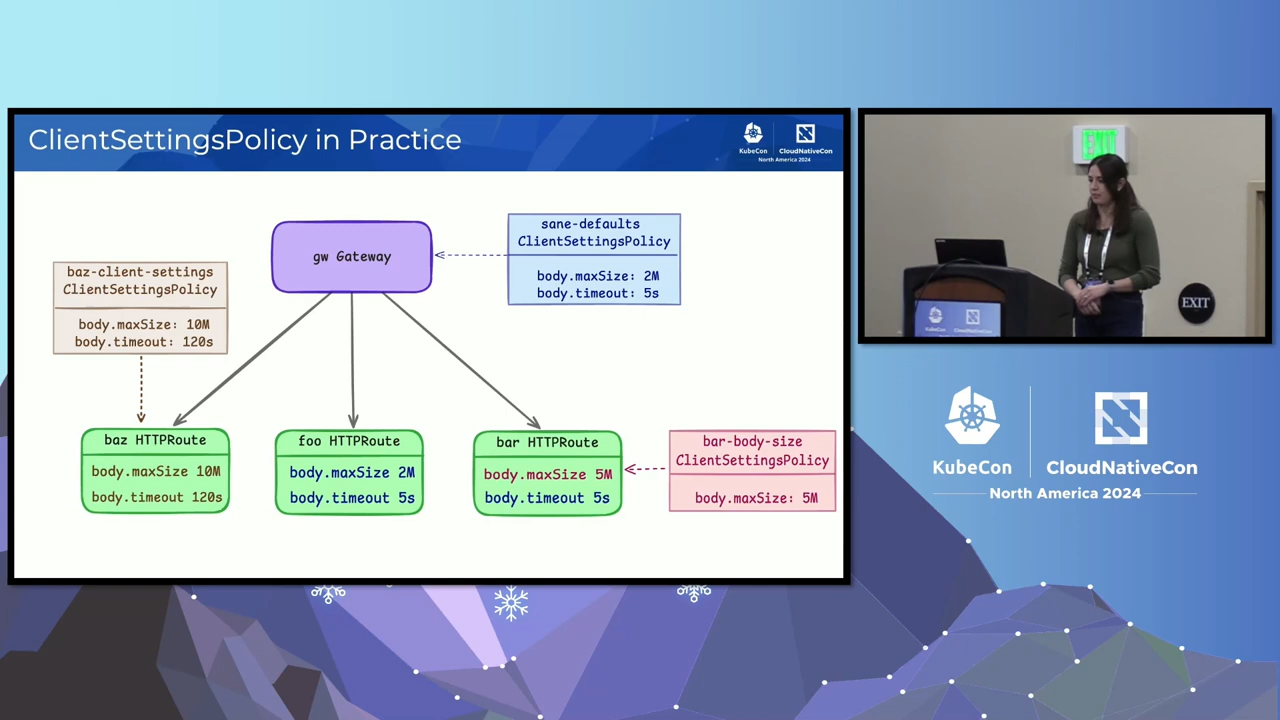 ClientSettingsPolicy in Practice
KubeCon
CloudNativeCon
North America 2024
gw Gateway
sane-defaults
ClientSettingsPolicy
body.maxSize: 2M
body.timeout: 5s
baz-client-settings
ClientSettingsPolicy
body.maxSize: 10M
body.timeout: 120s
baz HTTPRoute
body.maxSize 10M
body.timeout 120s
foo HTTPRoute
body.maxSize 2M
body.timeout 5s
bar HTTPRoute
body.maxSize 5M
body.timeout 5s
bar-body-size
ClientSettingsPolicy
body.maxSize: 5M
EXIT
EXIT
KubeCon
CloudNativeCon
North America 2024